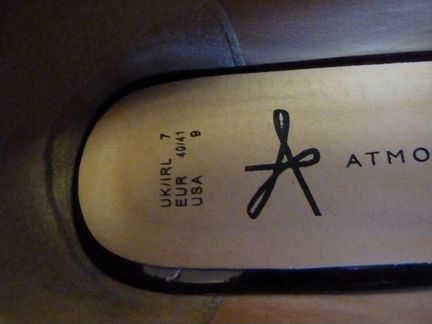 UK/IRL 7
EUR 40/41
USA 9
ATMO